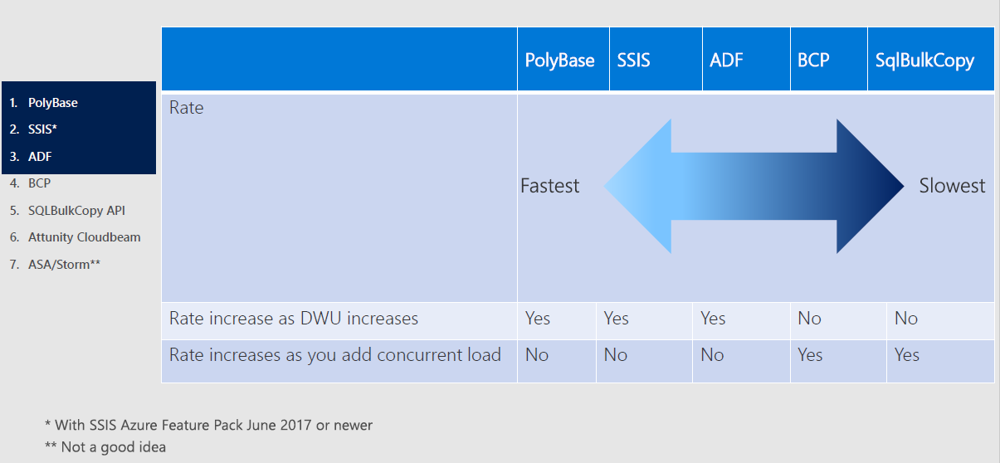 PolyBase SSIS ADF BCP SqlBulkCopy
1. PolyBase
2. SSIS*
3. ADF
4. BCP
5. SQLBulkCopy API
6. Attunity Cloudbeam
7. ASA/Storm**
Rate
Fastest Slowest
Rate increase as DWU increases Yes Yes Yes No No
Rate increases as you add concurrent load No No No Yes Yes
* With SSIS Azure Feature Pack June 2017 or newer
** Not a good idea